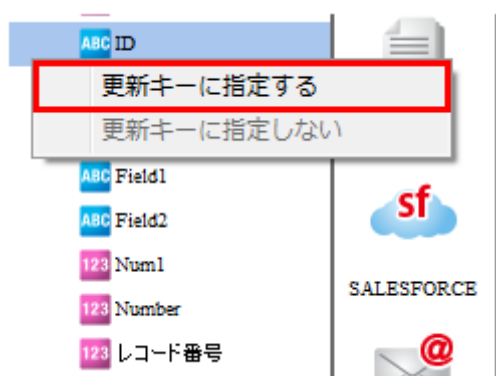 ABC ID
更新キーに指定する
更新キーに指定しない
ABC Field1
ABC Field2
123 Num1
123 Number
123 レコード番号
sf
SALESFORCE
@